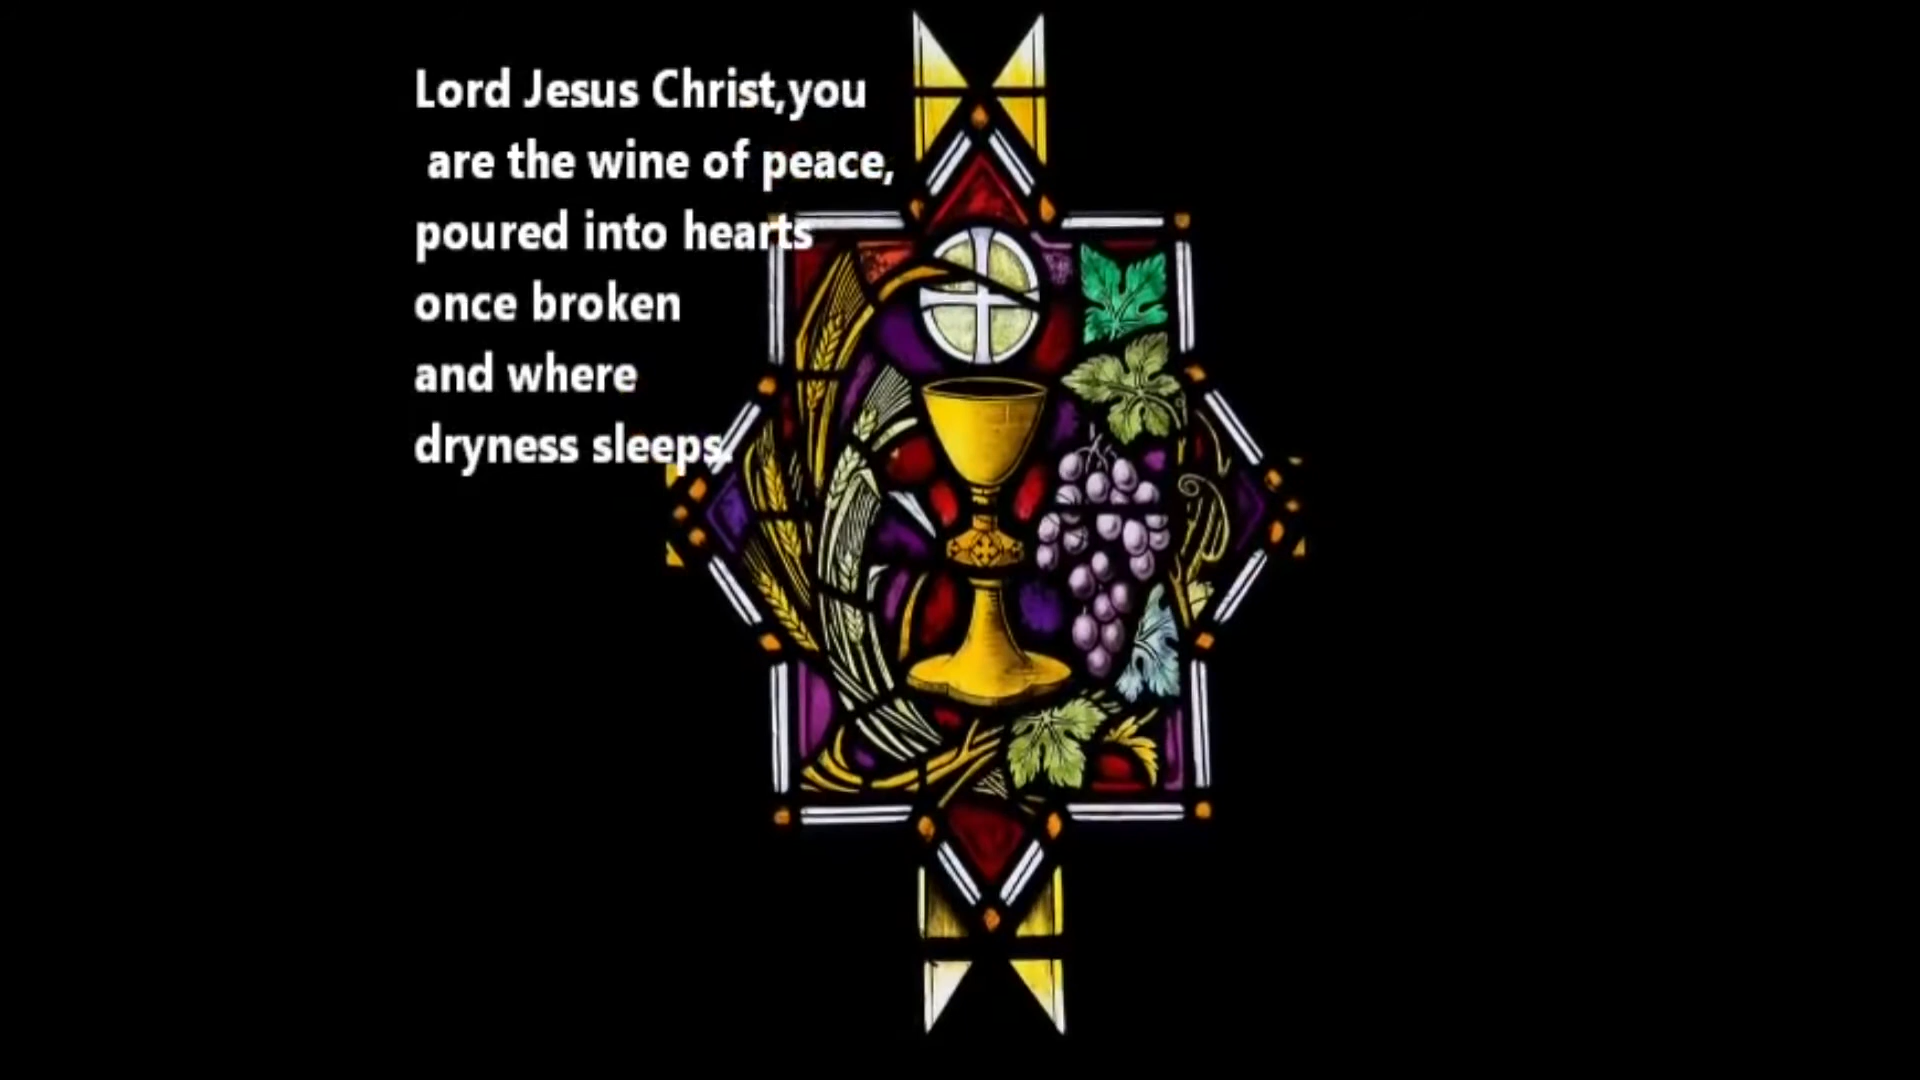 Lord Jesus Christ,you
are the wine of peace,
poured into hearts
once broken
and where
dryness sleeps.